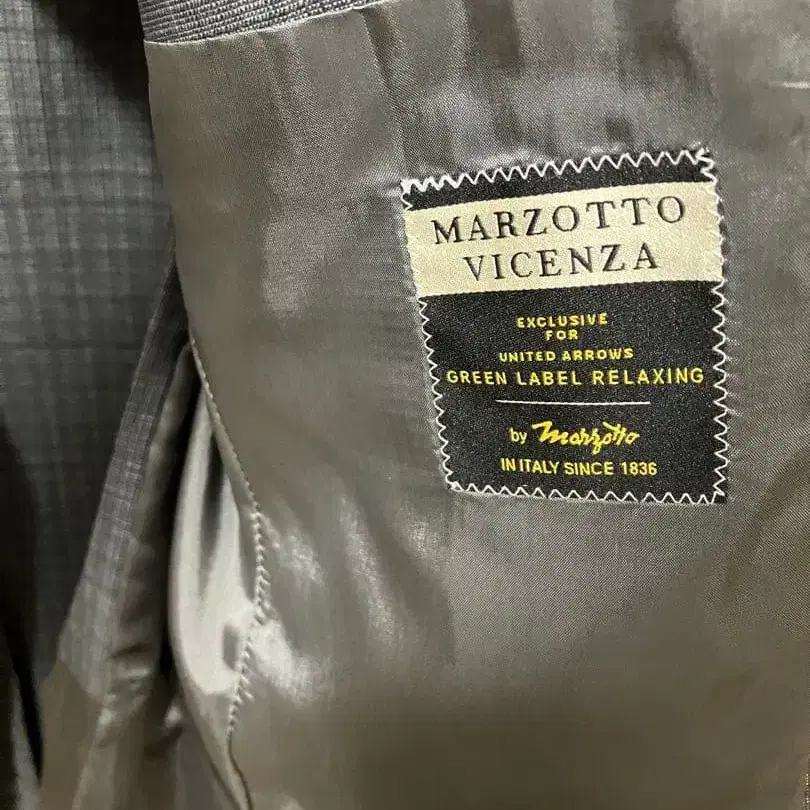 MARZOTTO
VICENZA
EXCLUSIVE
FOR
UNITED ARROWS
GREEN LABEL RELAXING
by Marzotto
IN ITALY SINCE 1836